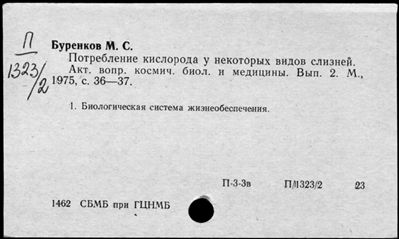 П
1323/2
Буренков М. С.
Потребление кислорода у некоторых видов слизней.
Акт. вопр. космич. биол. и медицины. Вып. 2. М.,
1975, с. 36—37.
1. Биологическая система жизнеобеспечения.
П-3-3в П/1323/2 23
1462 СБМБ при ГЦНМБ